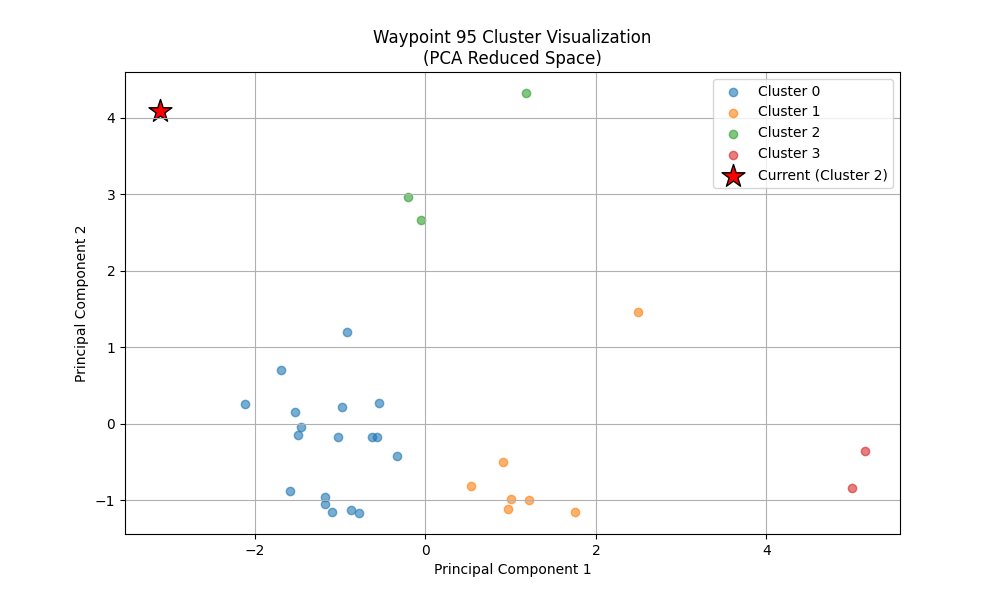 Waypoint 95 Cluster Visualization
(PCA Reduced Space)
Cluster 0
Cluster 1
Cluster 2
Cluster 3
Current (Cluster 2)
4
3
2
1
0
−1
Principal Component 2
−2
0
2
4
Principal Component 1